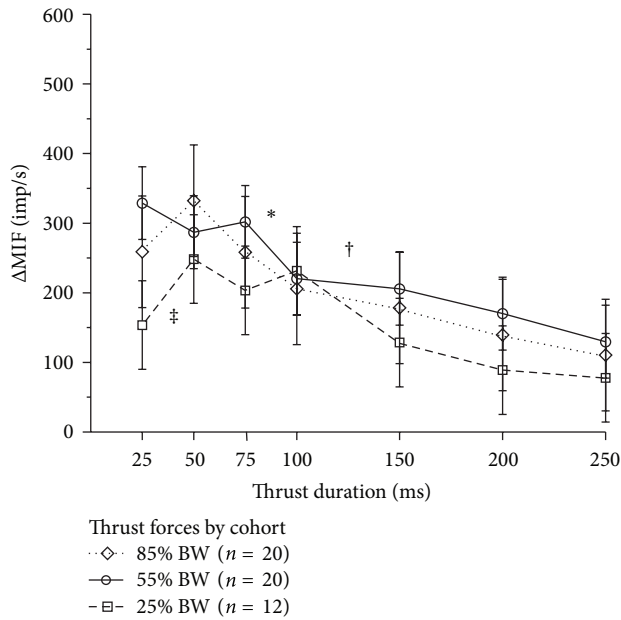 600
500
400
300
200
100
0
ΔMIF (imp/s)
*
†
‡
25 50 75 100 150 200 250
Thrust duration (ms)
Thrust forces by cohort
85% BW (n = 20)
55% BW (n = 20)
25% BW (n = 12)